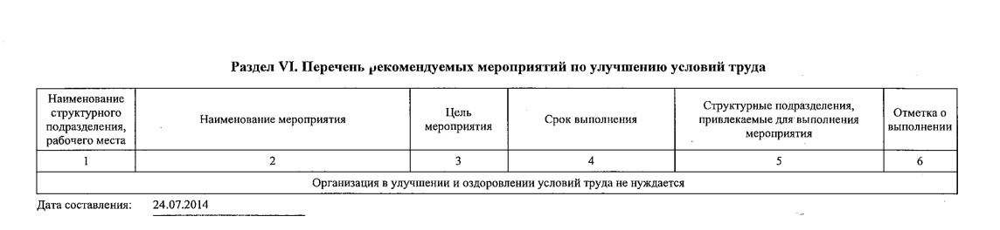 Раздел VI. Перечень рекомендуемых мероприятий по улучшению условий труда
Наименование
структурного
подразделения,
рабочего места
Наименование мероприятия
Цель
мероприятия
Срок выполнения
Структурные подразделения,
привлекаемые для выполнения
мероприятия
Отметка о
выполнении
1
2
3
4
5
6
Организация в улучшении и оздоровлении условий труда не нуждается
Дата составления: 24.07.2014